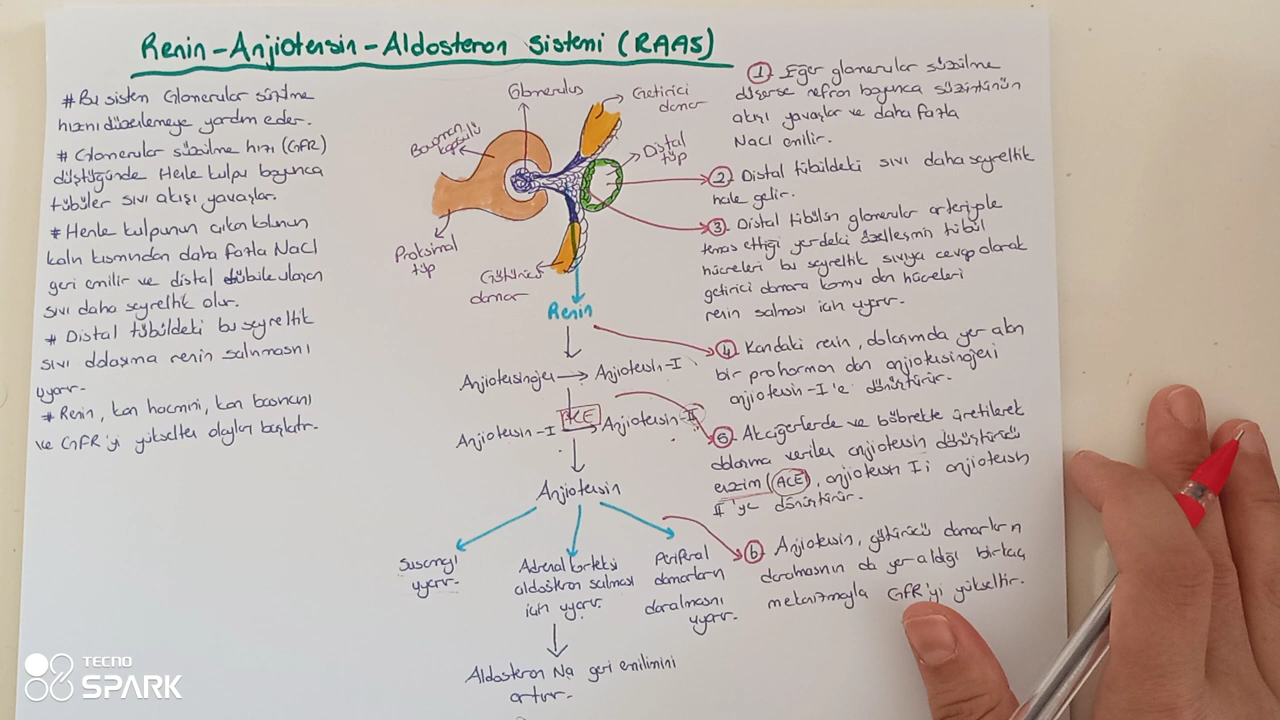 Renin-Anjiotensin-Aldosteron Sistemi (RAAS)
# Bu sistem Glomerular süzülme
hızını düzenlemeye yardım eder.
# Glomerular süzülme hızı (GFR)
düştüğünde Henle kulpu boyunca
tübüler sıvı akışı yavaşlar.
# Henle kulpunun çıkan kolunun
kalın kısmından daha fazla NaCl
geri emilir ve distal tübüle ulaşan
sıvı daha seyreltik olur.
# Distal tübüldeki bu seyreltik
sıvı dolaşıma renin salınmasını
uyarır.
# Renin, kan hacmini, kan basıncını
ve GFR'yi yükselten olayları başlatır.
Glomerulus
Getirici
damar
Bowman
kapsülü
Distal
tüp
Proksimal
tüp
Götürücü
damar
Renin
Anjiotensinojen → Anjiotensin-I
ACE
Anjiotensin-I → Anjiotensin-II
Anjiotensin
Susuzluğu
uyarır.
Adrenal korteksi
aldosteron salması
için uyarır.
Periferal
damarların
daralmasını
uyarır.
Aldosteron Na geri emilimini
artırır.
1 Eğer glomerular süzülme
düşerse nefron boyunca süzüntünün
akışı yavaşlar ve daha fazla
NaCl emilir.
2 Distal tübüldeki sıvı daha seyreltik
hale gelir.
3 Distal tübülün glomerular arteriyole
temas ettiği yerdeki özelleşmiş tübül
hücreleri bu seyreltik sıvıya cevap olarak
getirici damara komşu olan hücreleri
renin salması için uyarır.
4 Kandaki renin, dolaşımda yer alan
bir prohormon olan anjiotensinojeni
anjiotensin-I'e dönüştürür.
5 Akciğerlerde ve böbrekte üretilerek
dolaşıma verilen anjiotensin dönüştürücü
enzim (ACE), anjiotensin I'i anjiotensin
II'ye dönüştürür.
6 Anjiotensin, götürücü damarların
daralmasının da yer aldığı birkaç
mekanizmayla GFR'yi yükseltir.
TECNO
SPARK